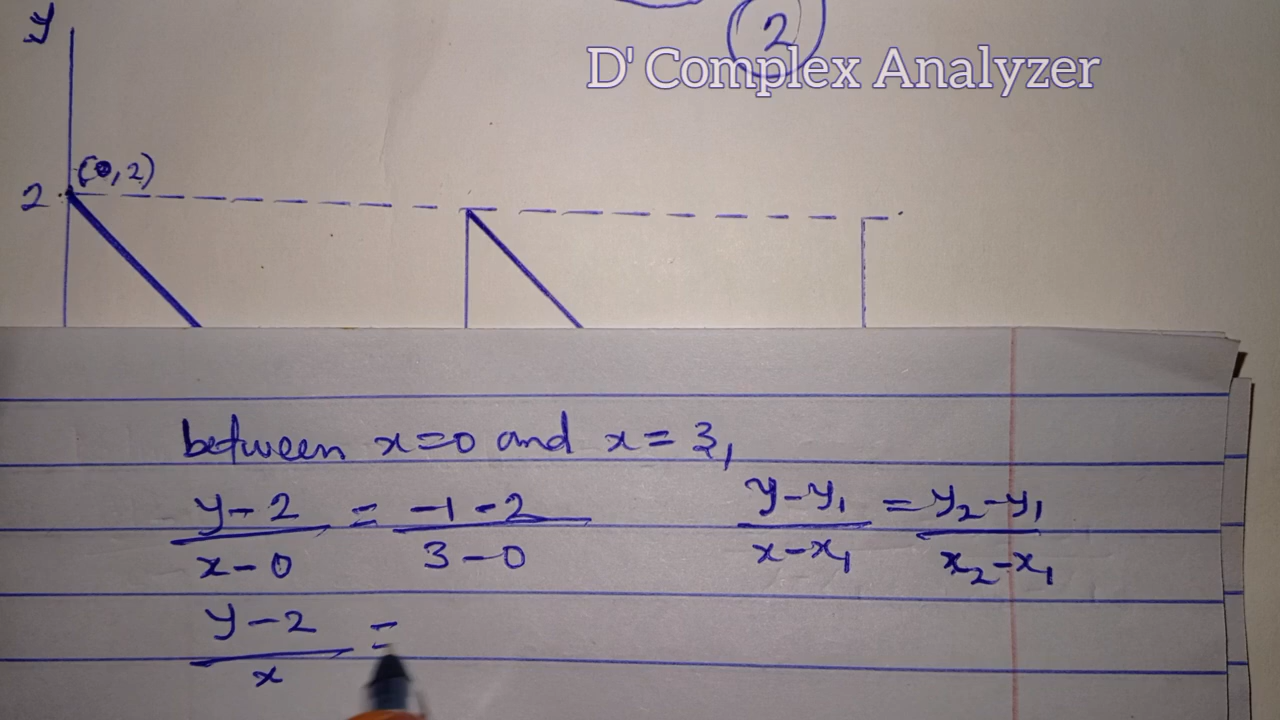 y
2
D' Complex Analyzer
(0,2)
2
between x=0 and x = 3,
y-2 / x-0 = -1-2 / 3-0
y-y₁ / x-x₁ = y₂-y₁ / x₂-x₁
y-2 / x =